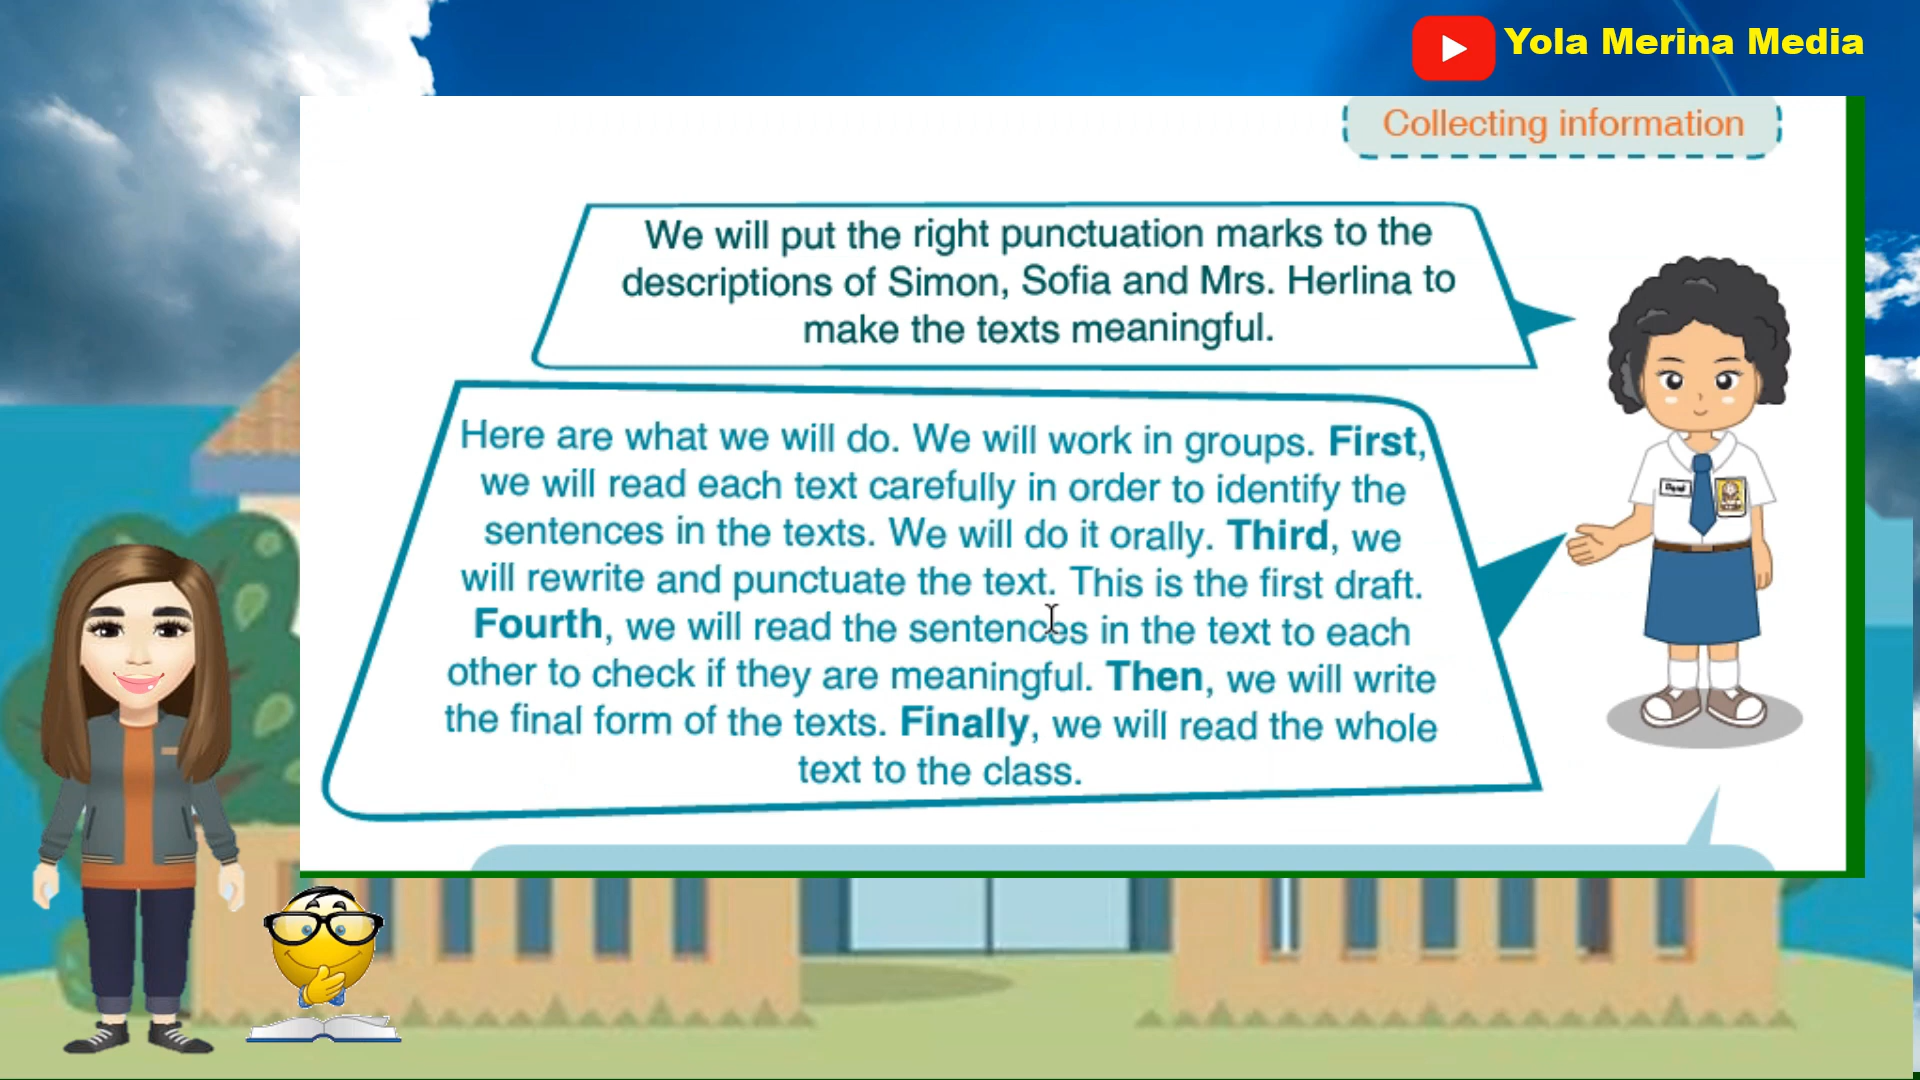 Yola Merina Media
Collecting information
We will put the right punctuation marks to the
descriptions of Simon, Sofia and Mrs. Herlina to
make the texts meaningful.
Here are what we will do. We will work in groups. First,
we will read each text carefully in order to identify the
sentences in the texts. We will do it orally. Third, we
will rewrite and punctuate the text. This is the first draft.
Fourth, we will read the sentences in the text to each
other to check if they are meaningful. Then, we will write
the final form of the texts. Finally, we will read the whole
text to the class.